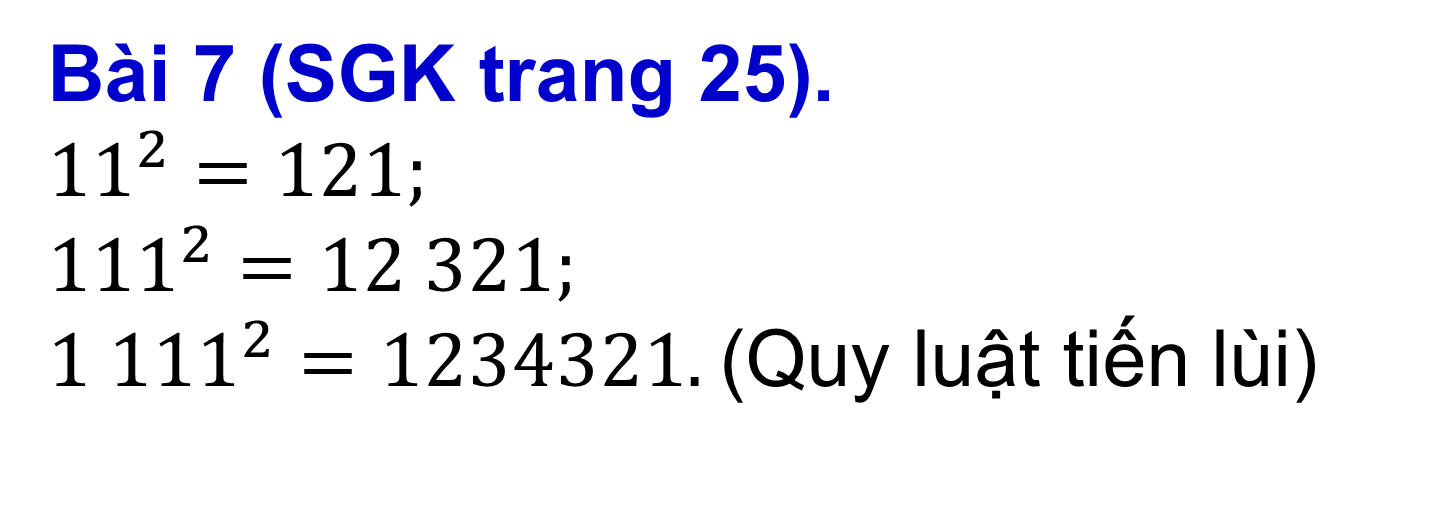 Bài 7 (SGK trang 25).
11² = 121;
111² = 12 321;
1 111² = 1234321. (Quy luật tiến lùi)